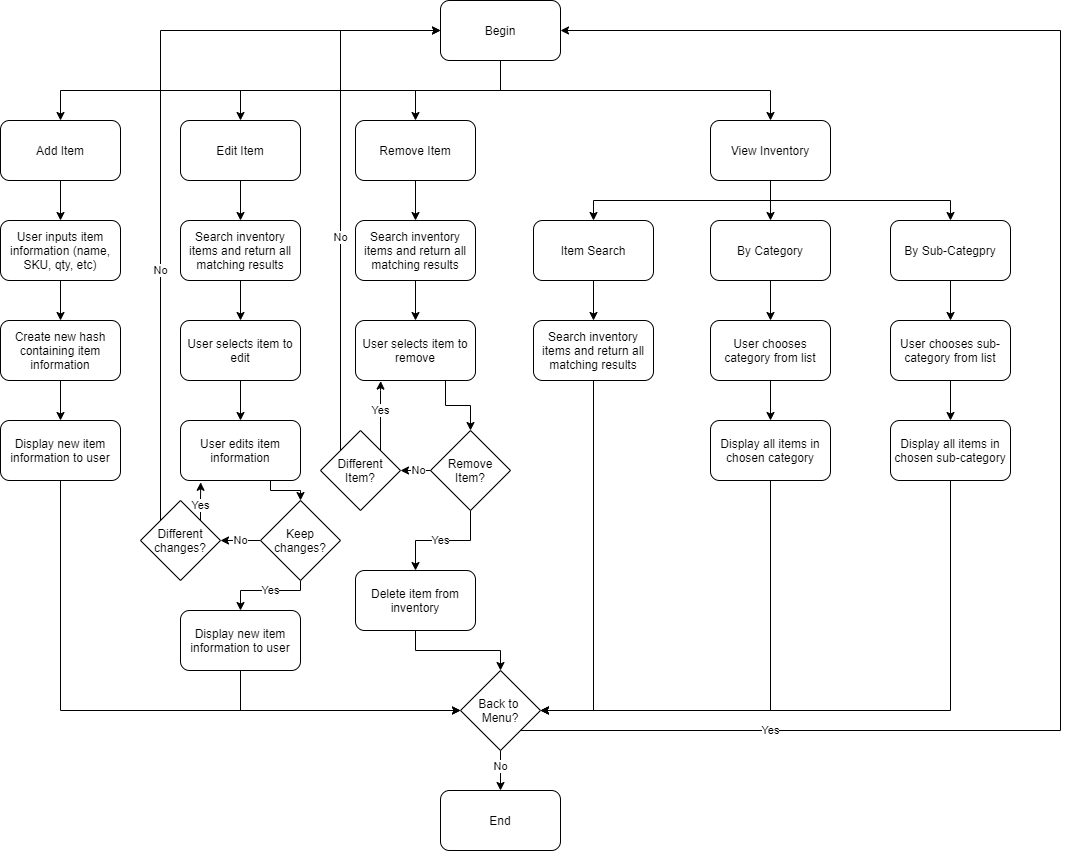 Begin
Add Item
Edit Item
Remove Item
View Inventory
User inputs item
information (name,
SKU, qty, etc)
Search inventory
items and return all
matching results
Search inventory
items and return all
matching results
Item Search
By Category
By Sub-Categpry
No
No
Create new hash
containing item
information
User selects item to
edit
User selects item to
remove
Search inventory
items and return all
matching results
User chooses
category from list
User chooses sub-
category from list
Yes
Display new item
information to user
User edits item
information
Different
Item?
No
Remove
Item?
Display all items in
chosen category
Display all items in
chosen sub-category
Yes
Different
changes?
No
Keep
changes?
Yes
Yes
Delete item from
inventory
Display new item
information to user
Back to
Menu?
Yes
No
End